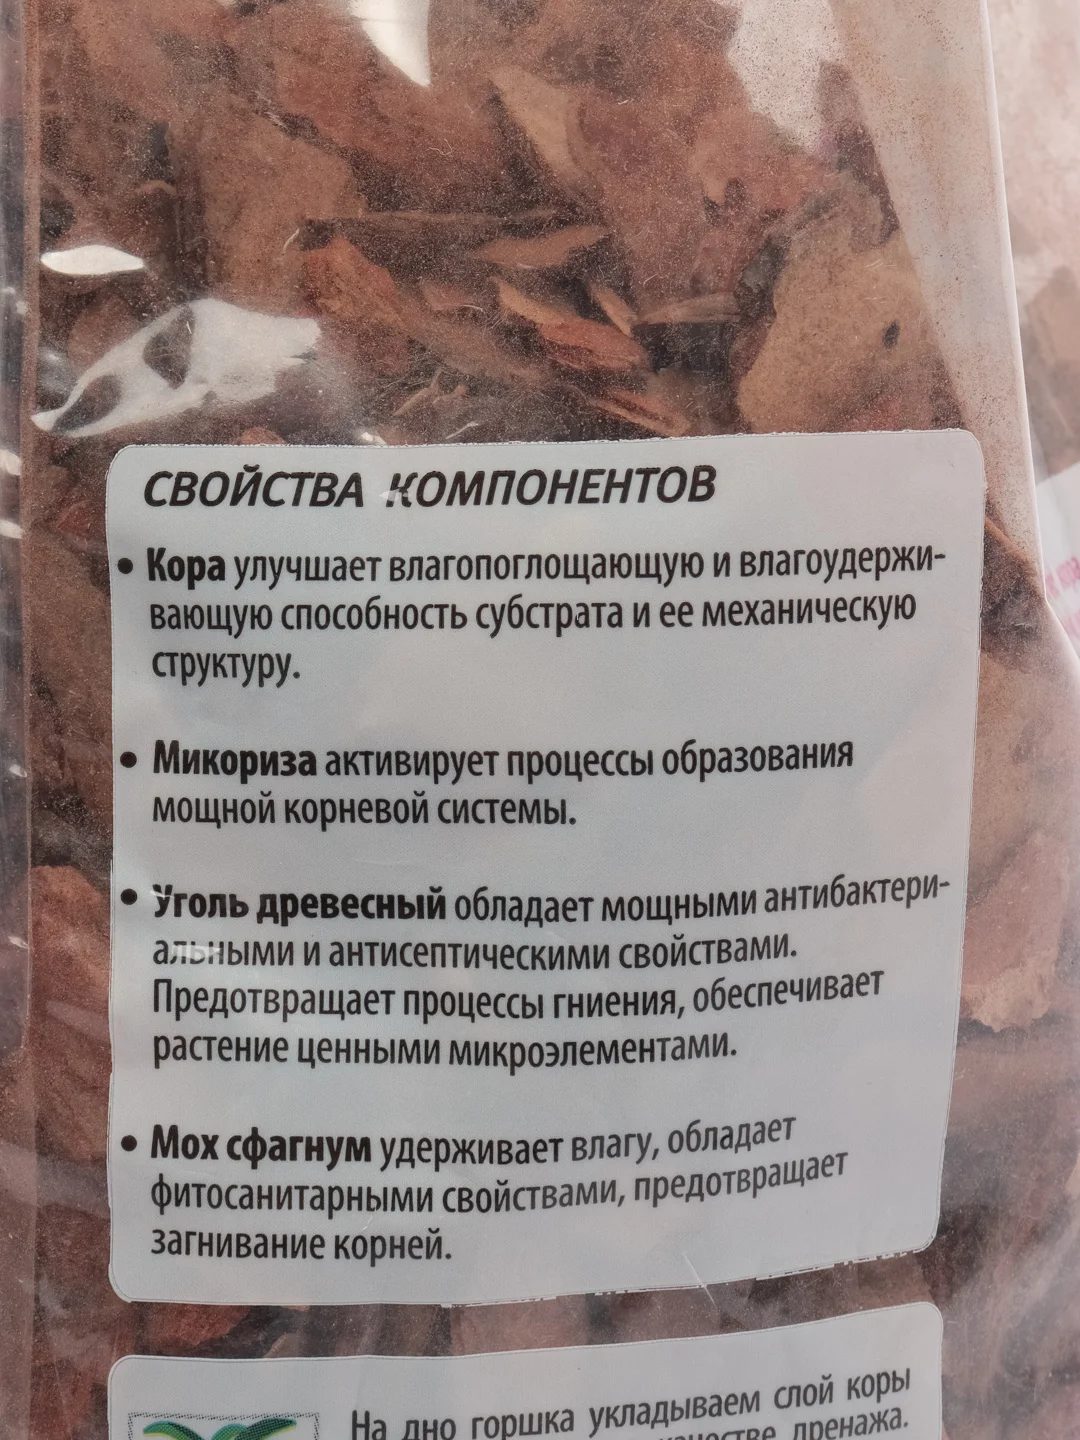 СВОЙСТВА КОМПОНЕНТОВ
• Кора улучшает влагопоглощающую и влагоудержи-
вающую способность субстрата и ее механическую
структуру.
• Микориза активирует процессы образования
мощной корневой системы.
• Уголь древесный обладает мощными антибактери-
альными и антисептическими свойствами.
Предотвращает процессы гниения, обеспечивает
растение ценными микроэлементами.
• Мох сфагнум удерживает влагу, обладает
фитосанитарными свойствами, предотвращает
загнивание корней.
На дно горшка укладываем слой коры
качестве дренажа.